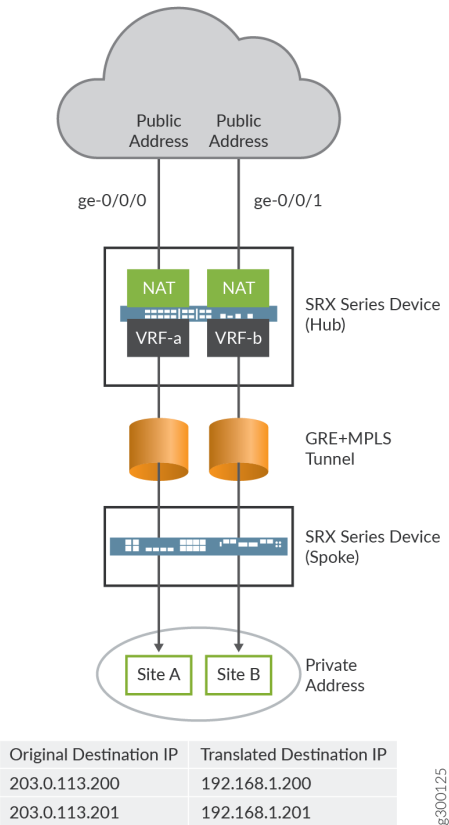 Public Address
Public Address
ge-0/0/0
ge-0/0/1
NAT
NAT
VRF-a
VRF-b
SRX Series Device
(Hub)
GRE+MPLS
Tunnel
SRX Series Device
(Spoke)
Site A
Site B
Private
Address
Original Destination IP Translated Destination IP
203.0.113.200 192.168.1.200
203.0.113.201 192.168.1.201
g300125